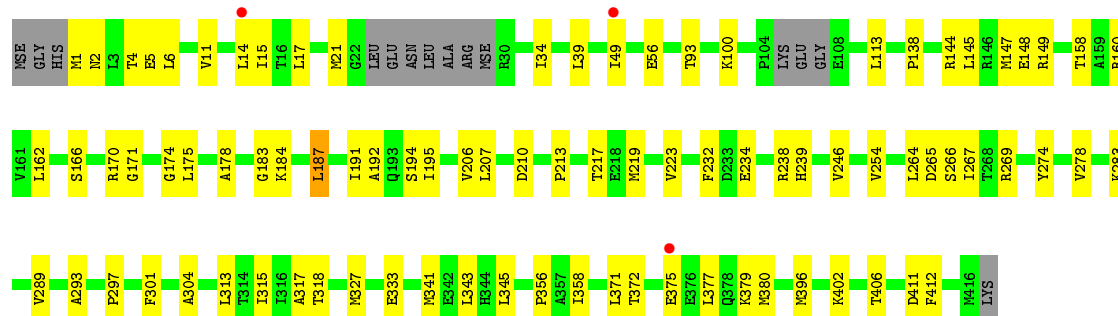 MSE GLY HIS M1 N2 L3 T4 E5 L6 V11 L14 I15 T16 L17 M21 G22 LEU GLU ASN LEU ALA ARG MSE R30 I34 L39 I49 E56 T93 K100 P104 LYS GLU GLY E108 L113 P138 R144 L145 R146 M147 E148 R149 T158 A159 R160
V161 L162 S166 R170 G171 G174 L175 A178 G183 K184 L187 I191 A192 Q193 S194 I195 V206 L207 D210 P213 T217 E218 M219 V223 F232 D233 E234 R238 H239 V246 V254 L264 D265 S266 I267 T268 R269 Y274 V278 K283
V289 A293 P297 F301 A304 L313 T314 I315 I316 A317 T318 M327 E333 M341 E342 L343 H344 L345 P356 A357 I358 L371 T372 E375 E376 L377 Q378 K379 M380 M396 K402 T406 D411 F412 M416 LYS